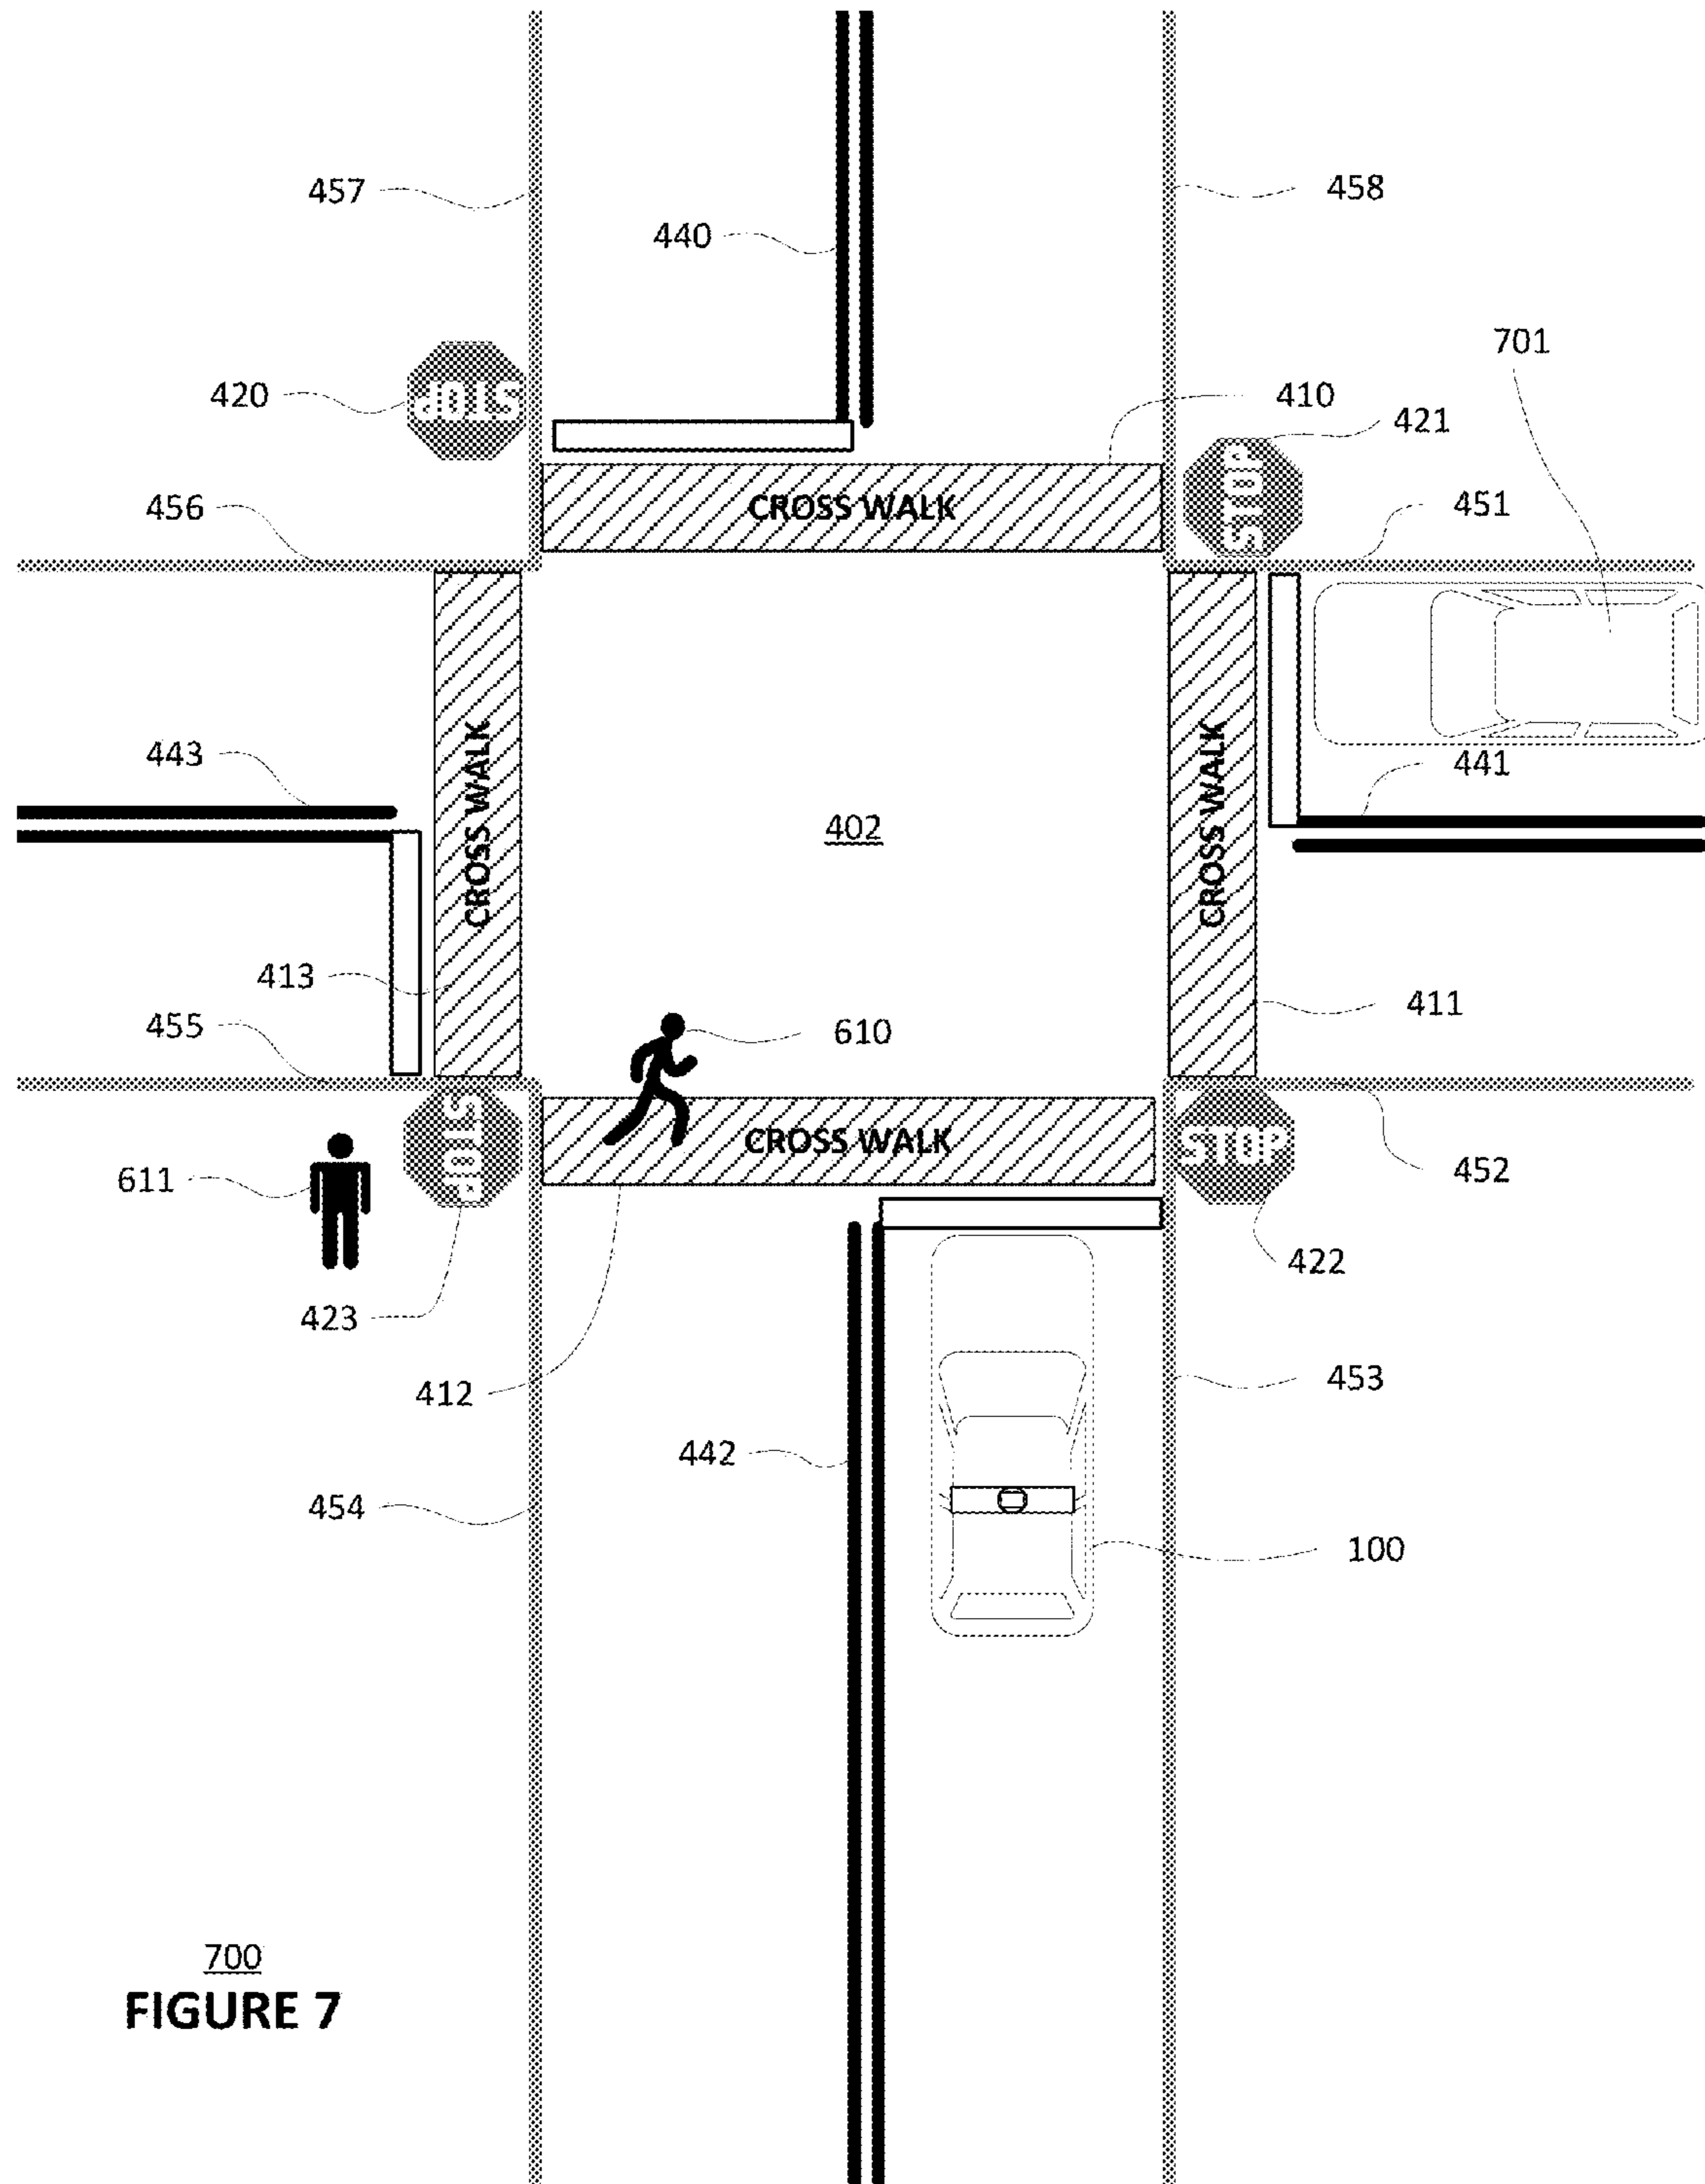 457
458
440
701
420
STOP
410
421
STOP
CROSS WALK
451
456
443
CROSS WALK
402
CROSS WALK
441
413
411
455
610
STOP
CROSS WALK
STOP
611
452
423
422
412
453
442
454
100
700
FIGURE 7